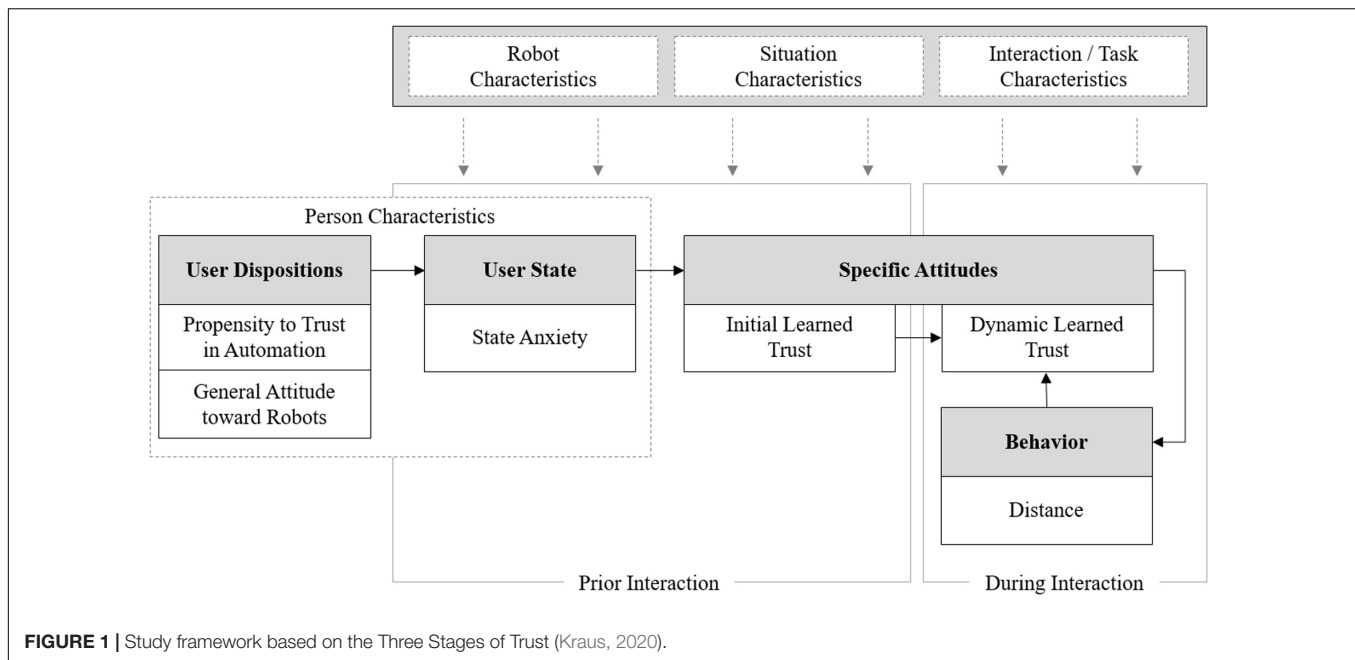 Robot
Characteristics
Situation
Characteristics
Interaction / Task
Characteristics
Person Characteristics
User Dispositions
Propensity to Trust
in Automation
General Attitude
toward Robots
User State
State Anxiety
Specific Attitudes
Initial Learned
Trust
Dynamic Learned
Trust
Behavior
Distance
Prior Interaction
During Interaction
FIGURE 1 | Study framework based on the Three Stages of Trust (Kraus, 2020).